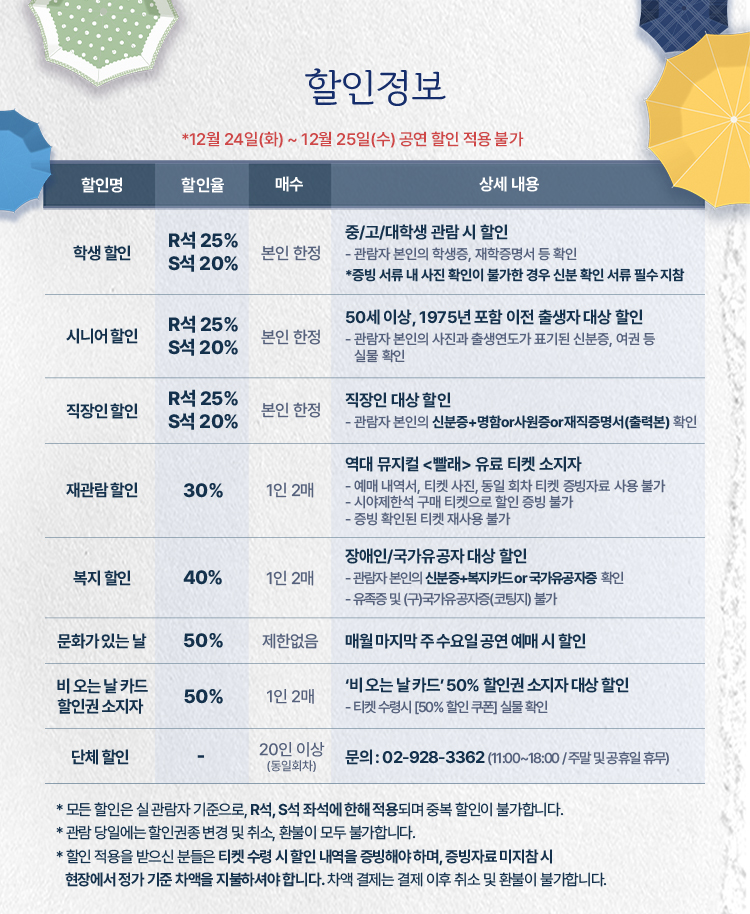 할인정보
*12월 24일(화) ~ 12월 25일(수) 공연 할인 적용 불가
할인명 할인율 매수 상세 내용
학생 할인
R석 25%
S석 20%
본인 한정
중/고/대학생 관람 시 할인
- 관람자 본인의 학생증, 재학증명서 등 확인
*증빙 서류 내 사진 확인이 불가한 경우 신분 확인 서류 필수 지참
시니어 할인
R석 25%
S석 20%
본인 한정
50세 이상, 1975년 포함 이전 출생자 대상 할인
- 관람자 본인의 사진과 출생연도가 표기된 신분증, 여권 등
실물 확인
직장인 할인
R석 25%
S석 20%
본인 한정
직장인 대상 할인
- 관람자 본인의 신분증+명함or사원증or재직증명서(출력본) 확인
재관람 할인
30%
1인 2매
역대 뮤지컬 <빨래> 유료 티켓 소지자
- 예매 내역서, 티켓 사진, 동일 회차 티켓 증빙자료 사용 불가
- 시야제한석 구매 티켓으로 할인 증빙 불가
- 증빙 확인된 티켓 재사용 불가
복지 할인
40%
1인 2매
장애인/국가유공자 대상 할인
- 관람자 본인의 신분증+복지카드 or 국가유공자증 확인
- 유족증 및 (구)국가유공자증(코팅지) 불가
문화가 있는 날
50%
제한없음
매월 마지막 주 수요일 공연 예매 시 할인
비 오는 날 카드
할인권 소지자
50%
1인 2매
‘비 오는 날 카드’ 50% 할인권 소지자 대상 할인
- 티켓 수령시 [50% 할인 쿠폰] 실물 확인
단체 할인
-
20인 이상
(동일회차)
문의 : 02-928-3362 (11:00~18:00 / 주말 및 공휴일 휴무)
* 모든 할인은 실 관람자 기준으로, R석, S석 좌석에 한해 적용되며 중복 할인이 불가합니다.
* 관람 당일에는 할인권종 변경 및 취소, 환불이 모두 불가합니다.
* 할인 적용을 받으신 분들은 티켓 수령 시 할인 내역을 증빙해야 하며, 증빙자료 미지참 시
현장에서 정가 기준 차액을 지불하셔야 합니다. 차액 결제는 결제 이후 취소 및 환불이 불가합니다.